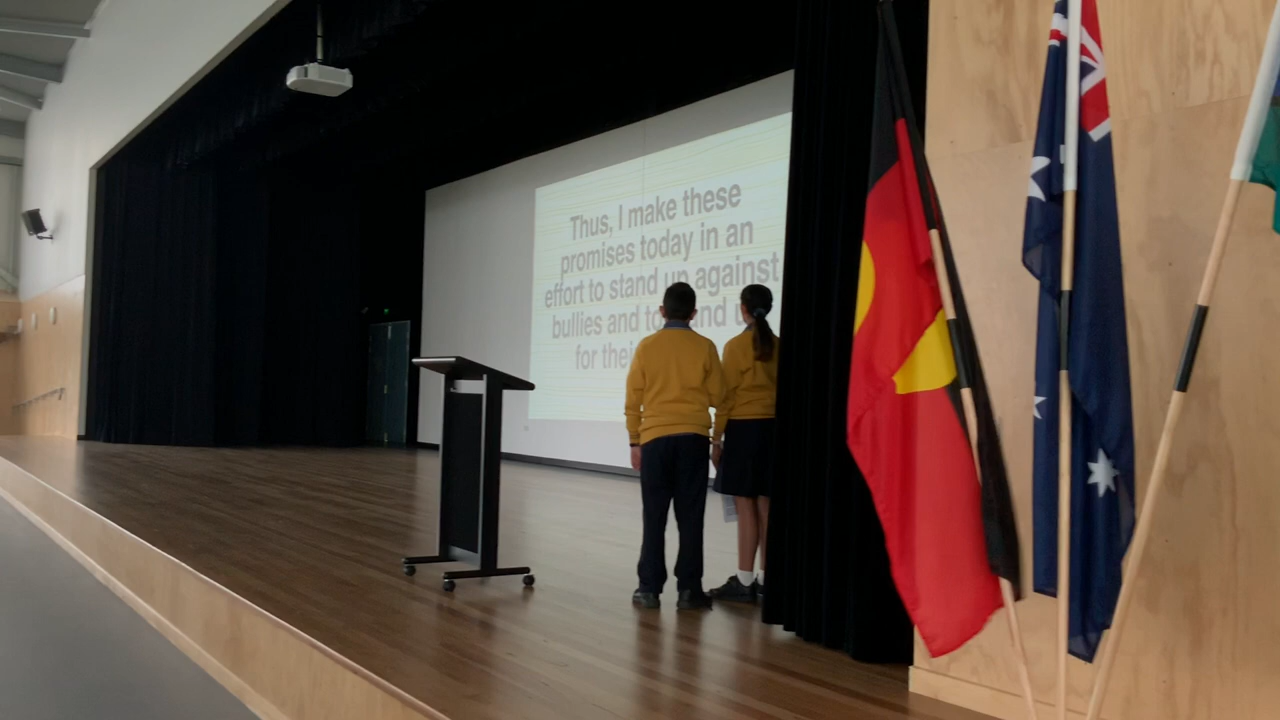 Thus, I make these
promises today in an
effort to stand up against
bullies and to
for